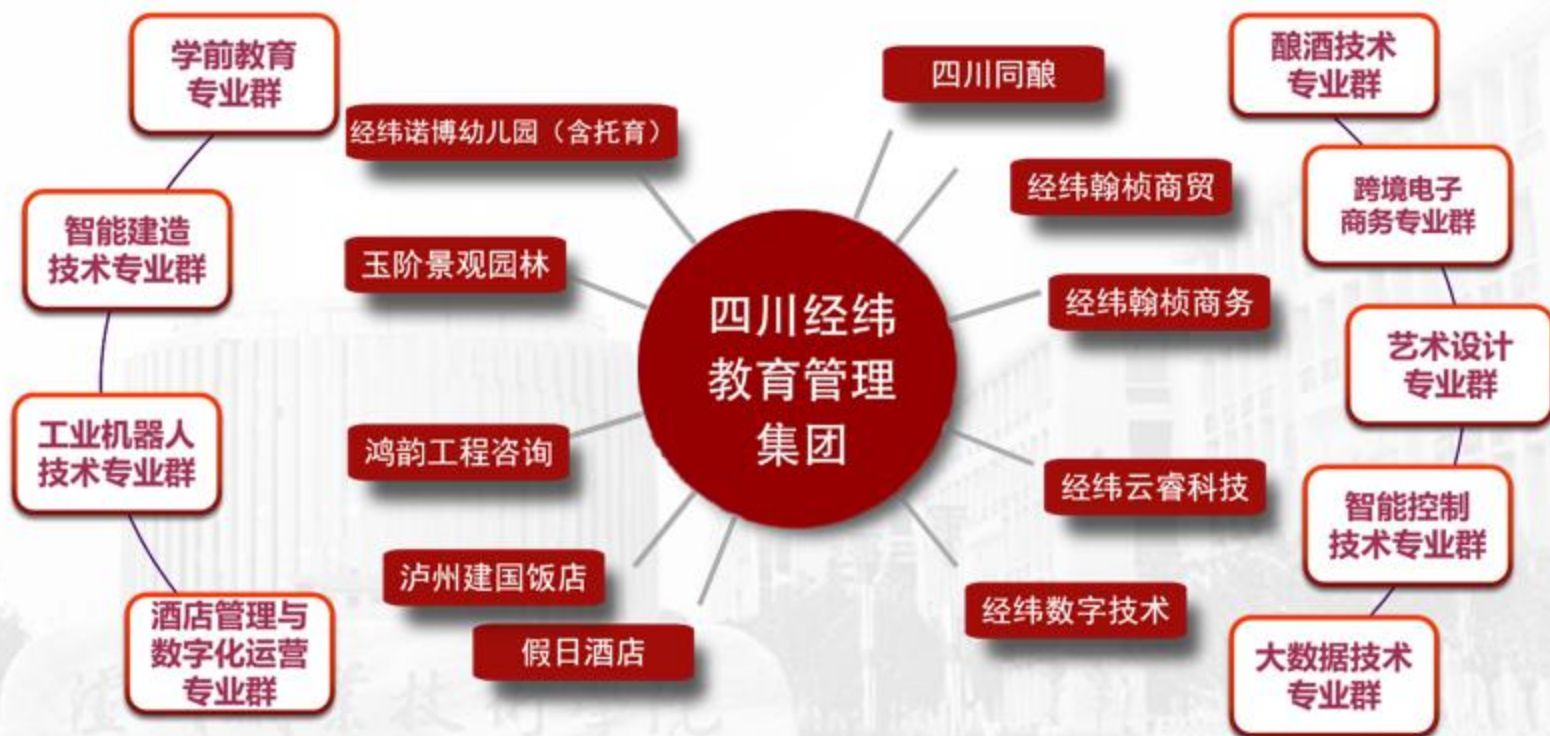 学前教育
专业群
智能建造
技术专业群
工业机器人
技术专业群
酒店管理与
数字化运营
专业群
经纬诺博幼儿园（含托育）
玉阶景观园林
鸿韵工程咨询
泸州建国饭店
假日酒店
四川经纬
教育管理
集团
四川同酿
经纬翰桢商贸
经纬翰桢商务
经纬云睿科技
经纬数字技术
酿酒技术
专业群
跨境电子
商务专业群
艺术设计
专业群
智能控制
技术专业群
大数据技术
专业群